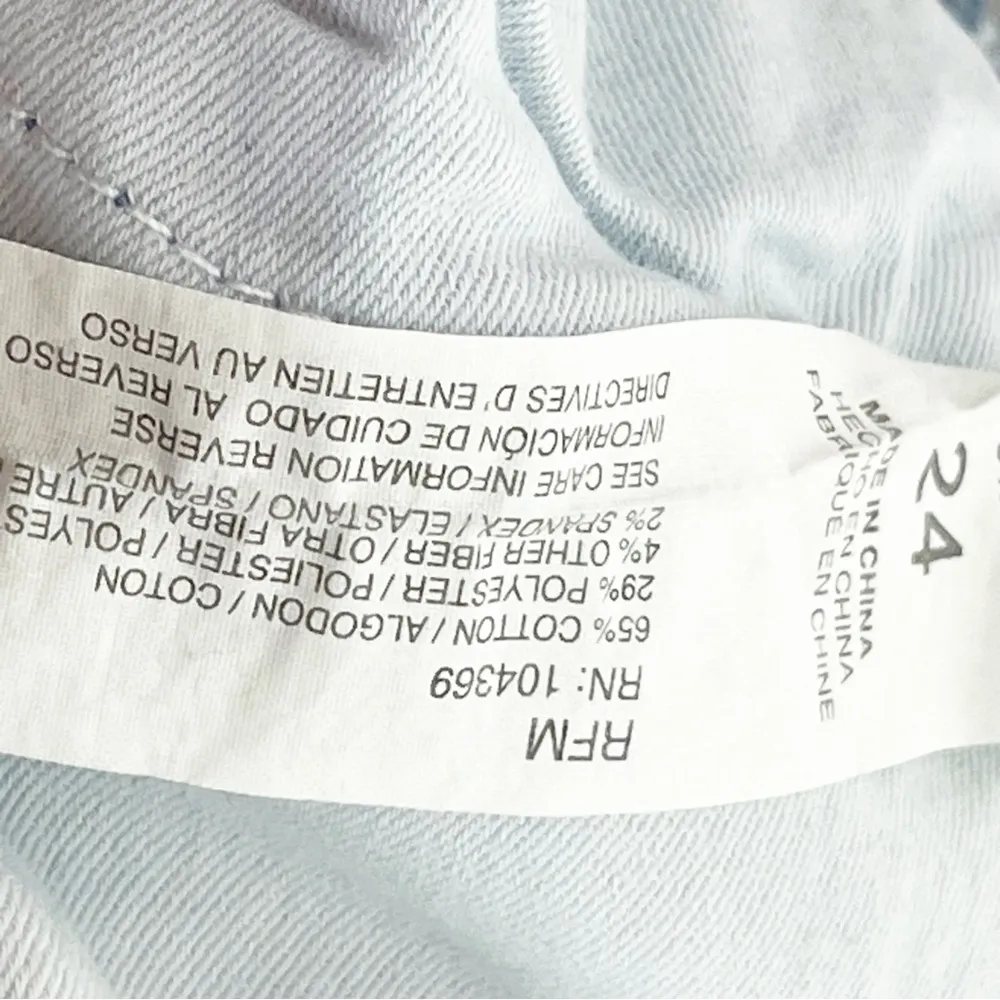 RFM
RN: 104369
65% COTTON / ALGODON / COTON
29% POLYESTER / POLIESTER / POLYES
4% OTHER FIBER / OTRA FIBRA / AUTRE
2% SPANDEX / ELASTANO / SPANDEX
SEE CARE INFORMATION REVERSE
INFORMACIÓN DE CUIDADO AL REVERSO
DIRECTIVES D'ENTRETIEN AU VERSO
24
MADE IN CHINA
HECHO EN CHINA
FABRIQUE EN CHINE